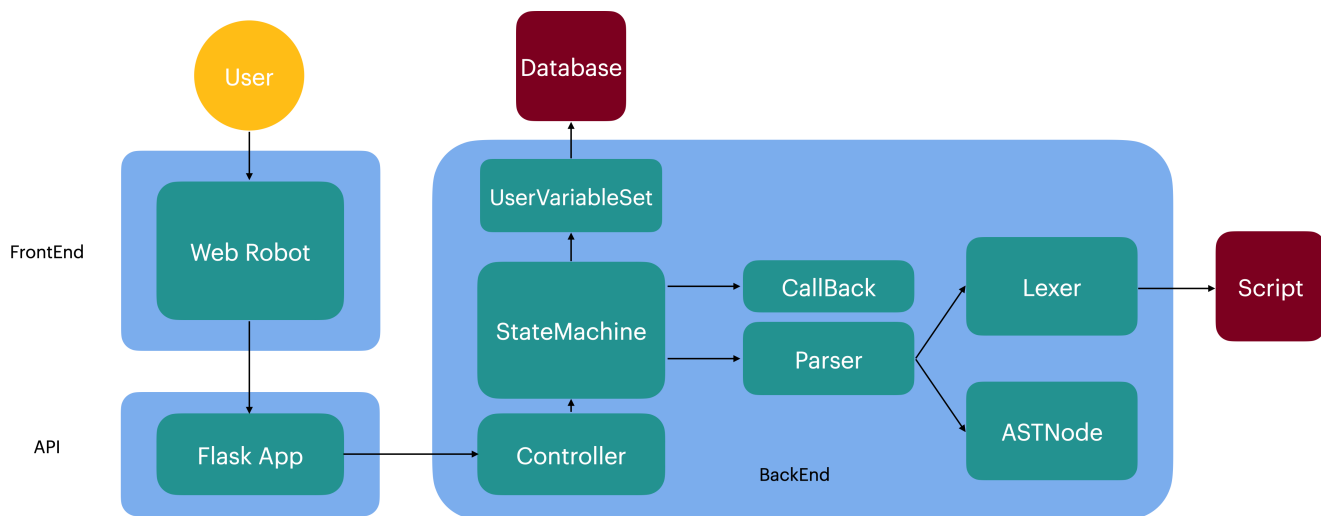 User
Database
UserVariableSet
FrontEnd
Web Robot
CallBack
Lexer
Script
StateMachine
Parser
ASTNode
API
Flask App
Controller
BackEnd